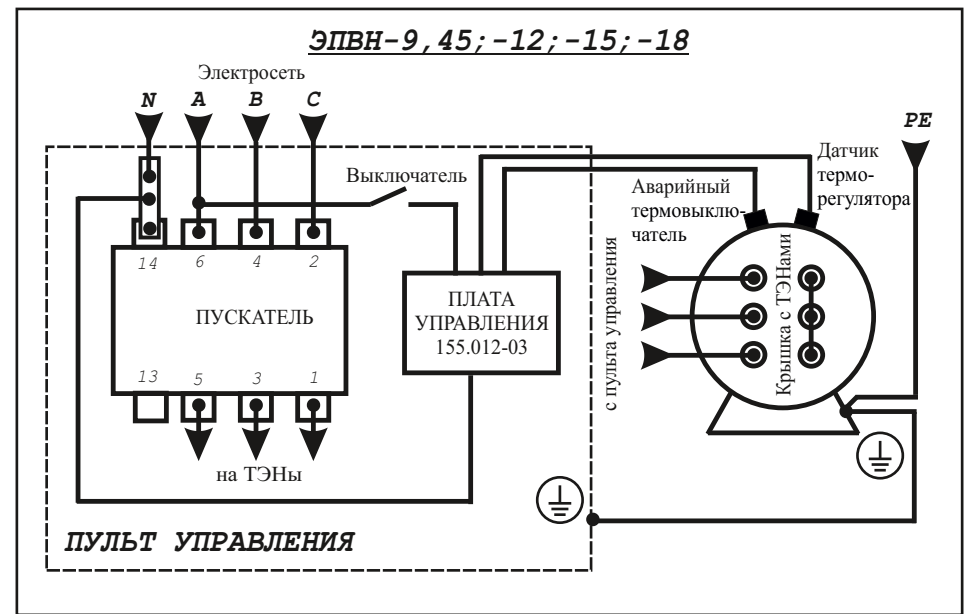 ЭПВН-9,45;-12;-15;-18
Электросеть
N A B C
PE
Выключатель
Аварийный
термовыклю-
чатель
Датчик
термо-
регулятора
14 6 4 2
ПУСКАТЕЛЬ
13 5 3 1
на ТЭНы
ПЛАТА
УПРАВЛЕНИЯ
155.012-03
с пульта управления
Крышка с ТЭНами
ПУЛЬТ УПРАВЛЕНИЯ